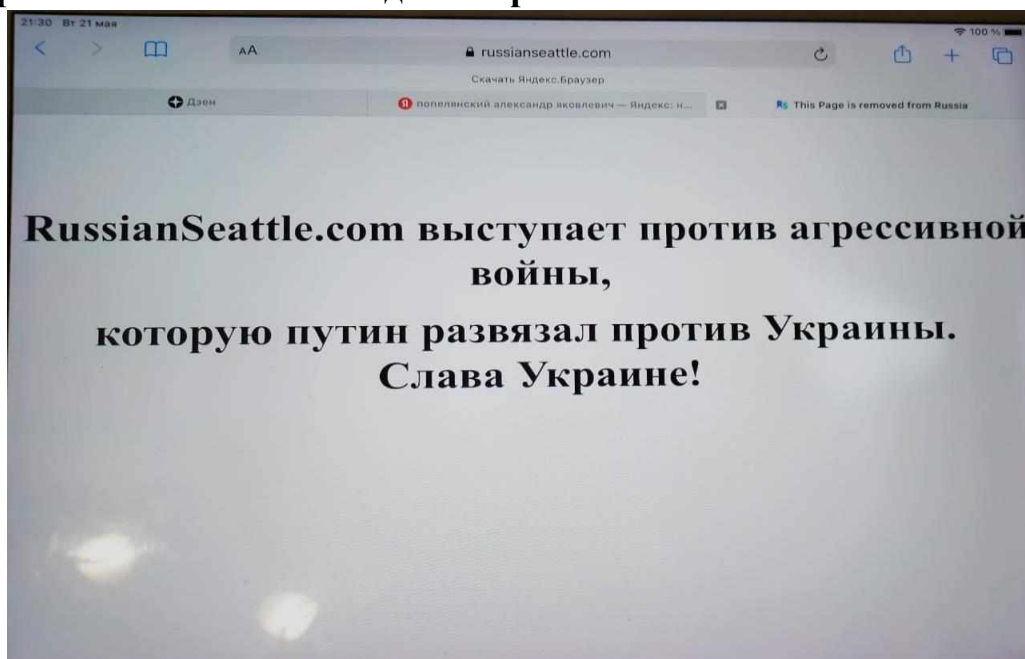 21:30 Вт 21 мая
100 %
AA
russianseattle.com
Скачать Яндекс.Браузер
Дзен
попелянский александр яковлевич — Яндекс: н...
Rs This Page is removed from Russia
RussianSeattle.com выступает против агрессивной
войны,
которую путин развязал против Украины.
Слава Украине!